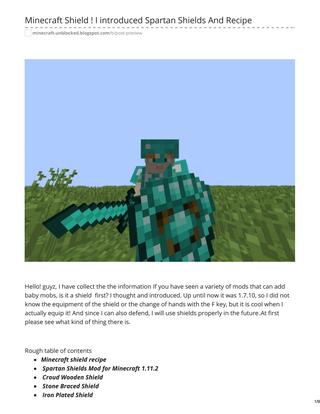 Minecraft Shield ! I introduced Spartan Shields And Recipe
minecraft-unblocked.blogspot.com/b/post-preview
Hello! guyz, I have collect the the information If you have seen a variety of mods that can add
baby mobs, is it a shield  first? I thought and introduced. Up until now it was 1.7.10, so I did not
know the equipment of the shield or the change of hands with the F key, but it is cool when I
actually equip it! And since I can also defend, I will use shields properly in the future.At first
please see what kind of thing there is.
Rough table of contents
• Minecraft shield recipe
• Spartan Shields Mod for Minecraft 1.11.2
• Croud Wooden Shield
• Stone Braced Shield
• Iron Plated Shield
1/8